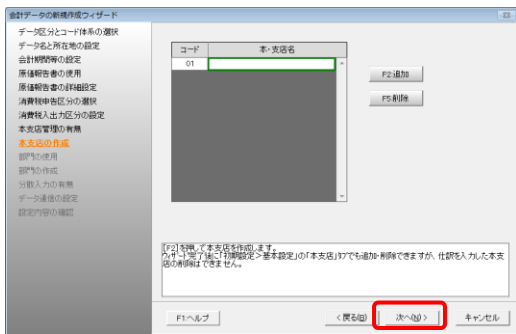 会計データの新規作成ウィザード
データ区分とコード体系の選択
データ名と所在地の設定
会計期間等の設定
原価報告書の使用
原価報告書の詳細設定
消費税申告区分の選択
消費税入出力区分の設定
本支店管理の有無
本支店の作成
部門の使用
部門の作成
分散入力の有無
データ通信の設定
設定内容の確認
コード 本・支店名
01
F2:追加
F5:削除
[F2]を押して本支店を作成します。
ウィザード完了後に「初期設定>基本設定」の「本支店」タブでも追加・削除できますが、仕訳を入力した本支
店の削除はできません。
F1:ヘルプ
<戻る(B)
次へ(N)>
キャンセル